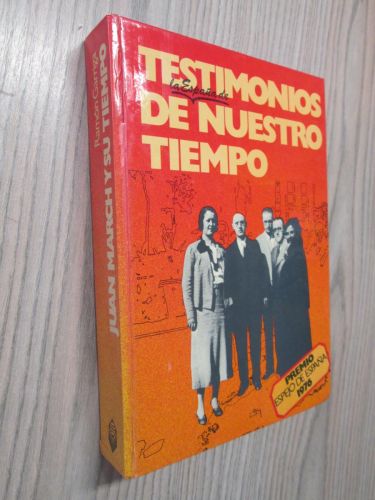 TESTIMONIOS
la España de
DE NUESTRO
TIEMPO
PREMIO
ESPEJO DE ESPAÑA
1976
Ramón Garriga
JUAN MARCH Y SU TIEMPO